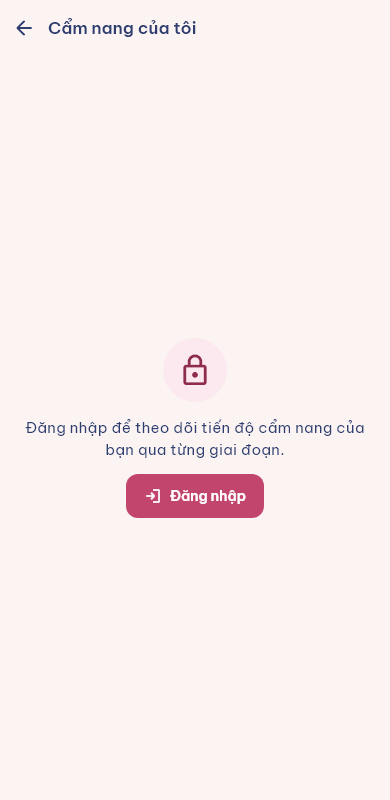 Cẩm nang của tôi
Đăng nhập để theo dõi tiến độ cẩm nang của
bạn qua từng giai đoạn.
Đăng nhập